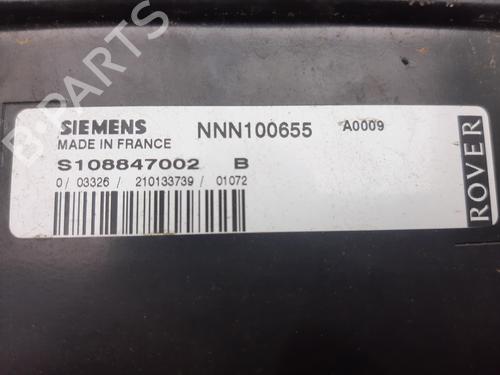 SIEMENS NNN100655 A0009
MADE IN FRANCE
S108847002 B
0/ 03326/ 210133739/ 01072
ROVER
B-PARTS